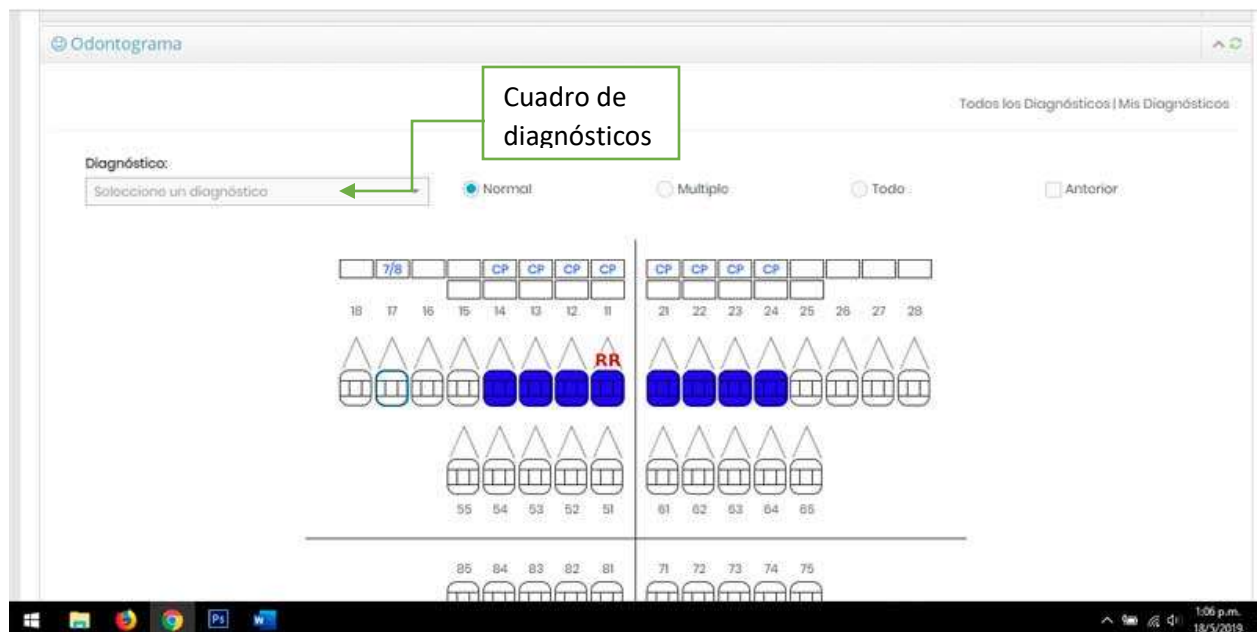 Odontograma
Cuadro de
diagnósticos
Todos los Diagnósticos | Mis Diagnósticos
Diagnóstico:
Seleccione un diagnóstico
Normal Multiple Todo Anterior
7/8 CP CP CP CP CP CP CP CP
18 17 16 15 14 13 12 11 21 22 23 24 25 26 27 28
RR
55 54 53 52 51 61 62 63 64 65
85 84 83 82 81 71 72 73 74 75
Ps W
1:06 p.m.
18/5/2019